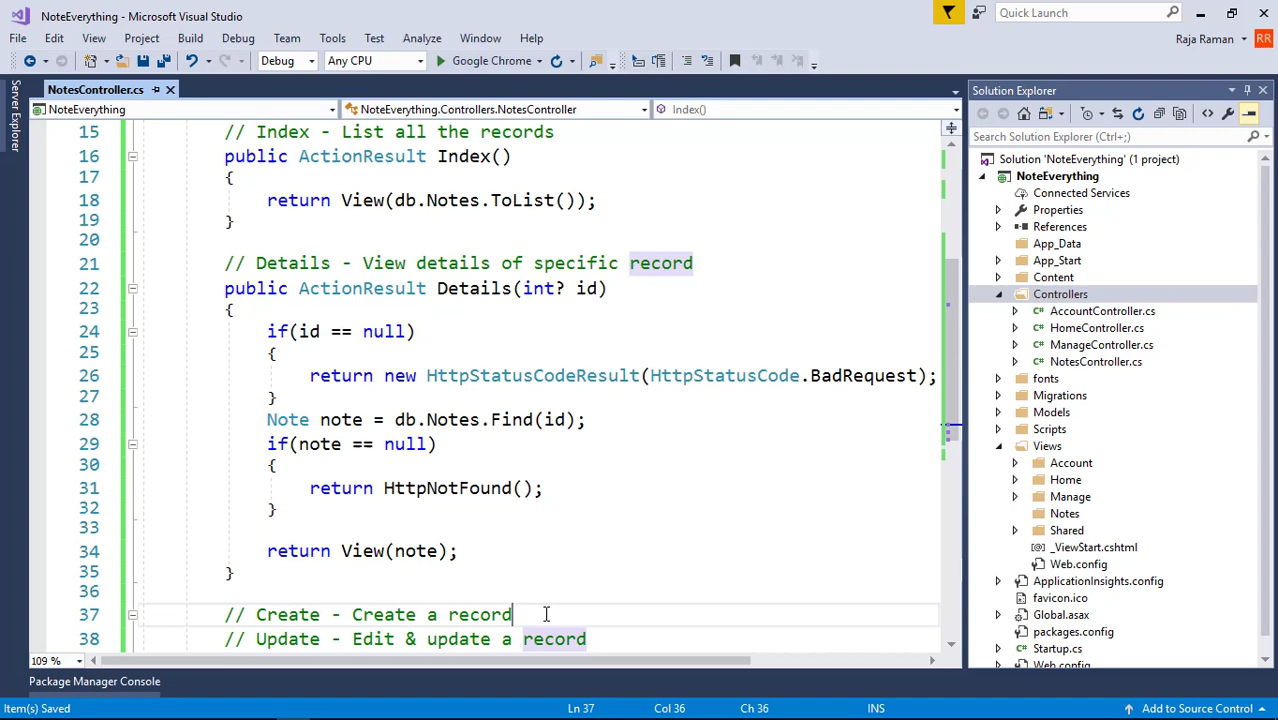 NoteEverything - Microsoft Visual Studio
Quick Launch
File Edit View Project Build Debug Team Tools Test Analyze Window Help
Raja Raman
RR
Debug Any CPU Google Chrome
NotesController.cs
NoteEverything
NoteEverything.Controllers.NotesController
Index()
Server Explorer
15 // Index - List all the records
16 public ActionResult Index()
17 {
18 return View(db.Notes.ToList());
19 }
20
21 // Details - View details of specific record
22 public ActionResult Details(int? id)
23 {
24 if(id == null)
25 {
26 return new HttpStatusCodeResult(HttpStatusCode.BadRequest);
27 }
28 Note note = db.Notes.Find(id);
29 if(note == null)
30 {
31 return HttpNotFound();
32 }
33
34 return View(note);
35 }
36
37 // Create - Create a record
38 // Update - Edit & update a record
109 %
Solution Explorer
Search Solution Explorer (Ctrl+;)
Solution 'NoteEverything' (1 project)
NoteEverything
Connected Services
Properties
References
App_Data
App_Start
Content
Controllers
C# AccountController.cs
C# HomeController.cs
C# ManageController.cs
C# NotesController.cs
fonts
Migrations
Models
Scripts
Views
Account
Home
Manage
Notes
Shared
_ViewStart.cshtml
Web.config
ApplicationInsights.config
favicon.ico
Global.asax
packages.config
C# Startup.cs
Web.config
Package Manager Console
Item(s) Saved
Ln 37 Col 36 Ch 36 INS
Add to Source Control